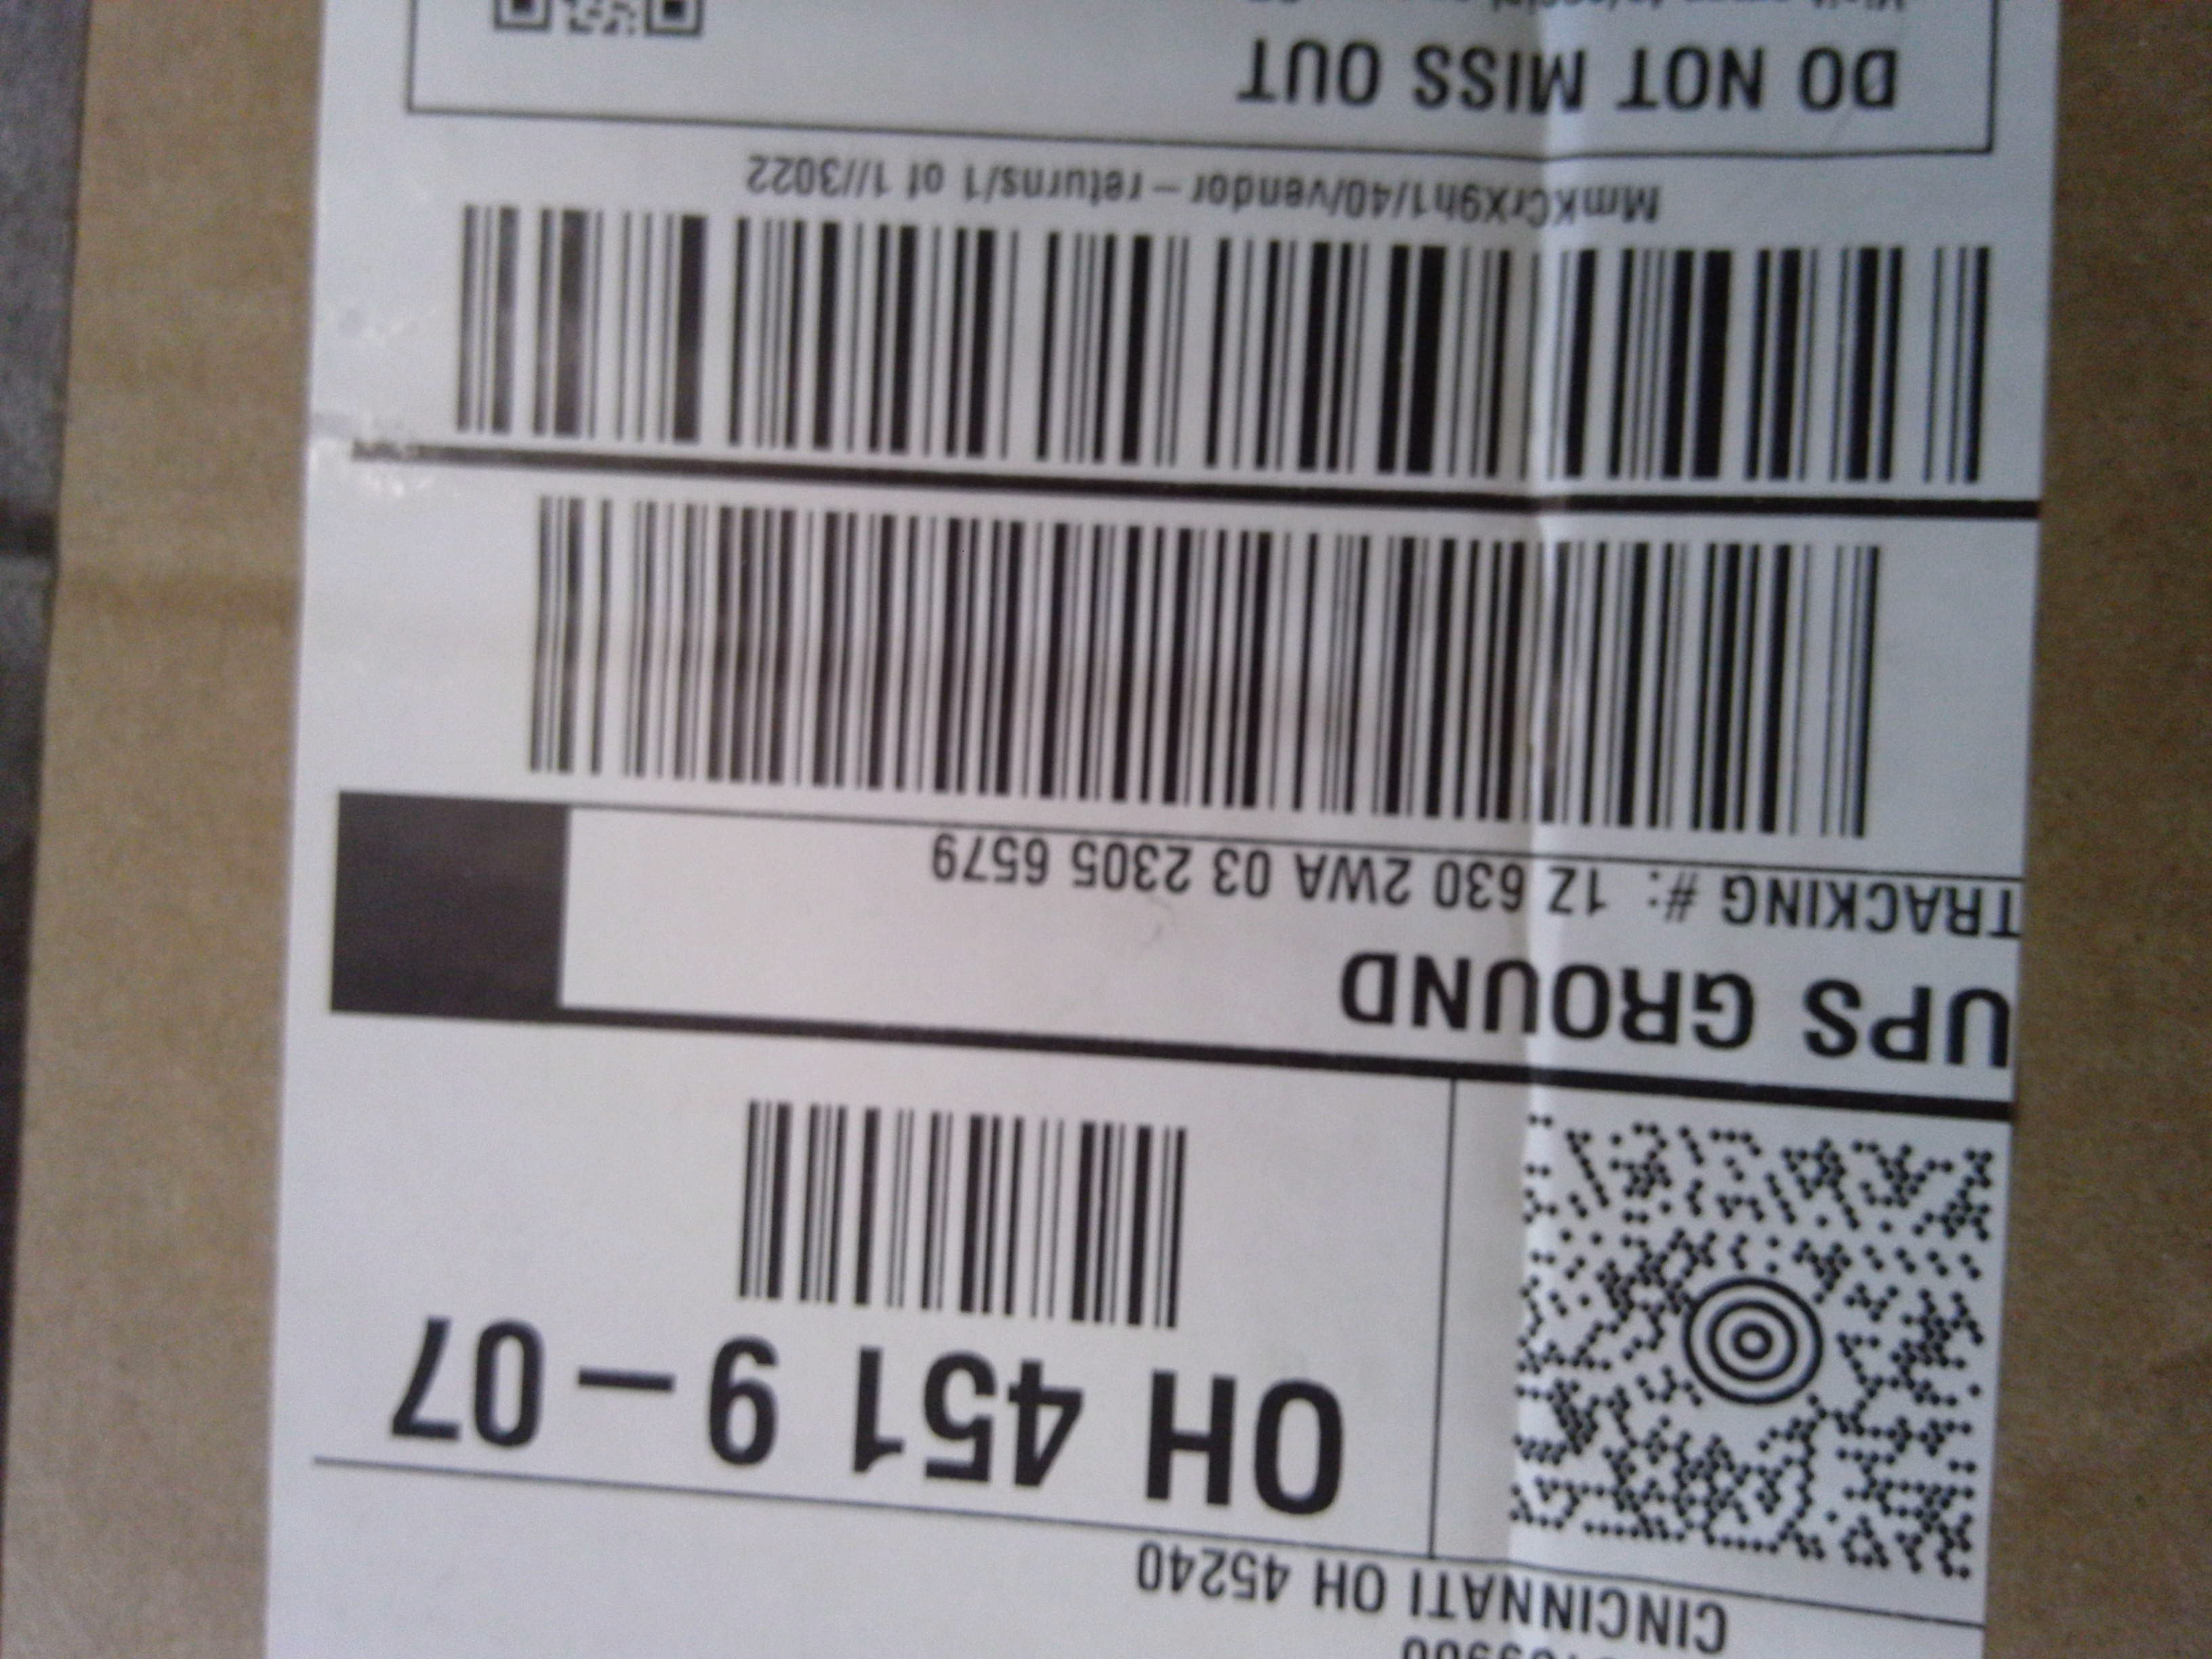 CINCINNATI OH 45240
OH 451 9-07
UPS GROUND
TRACKING #: 1Z 630 2WA 03 2305 6579
MmKCrX9h1/40/vendor-returns/1 of 1//3022
DO NOT MISS OUT